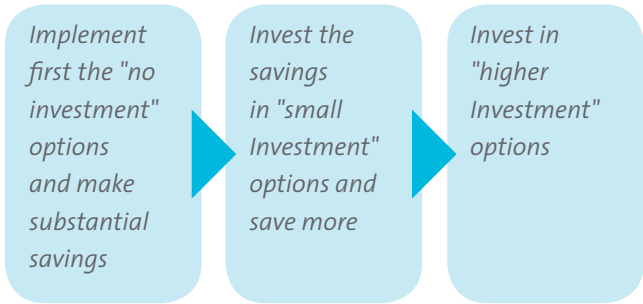 Implement
first the "no
investment"
options
and make
substantial
savings
Invest the
savings
in "small
Investment"
options and
save more
Invest in
"higher
Investment"
options